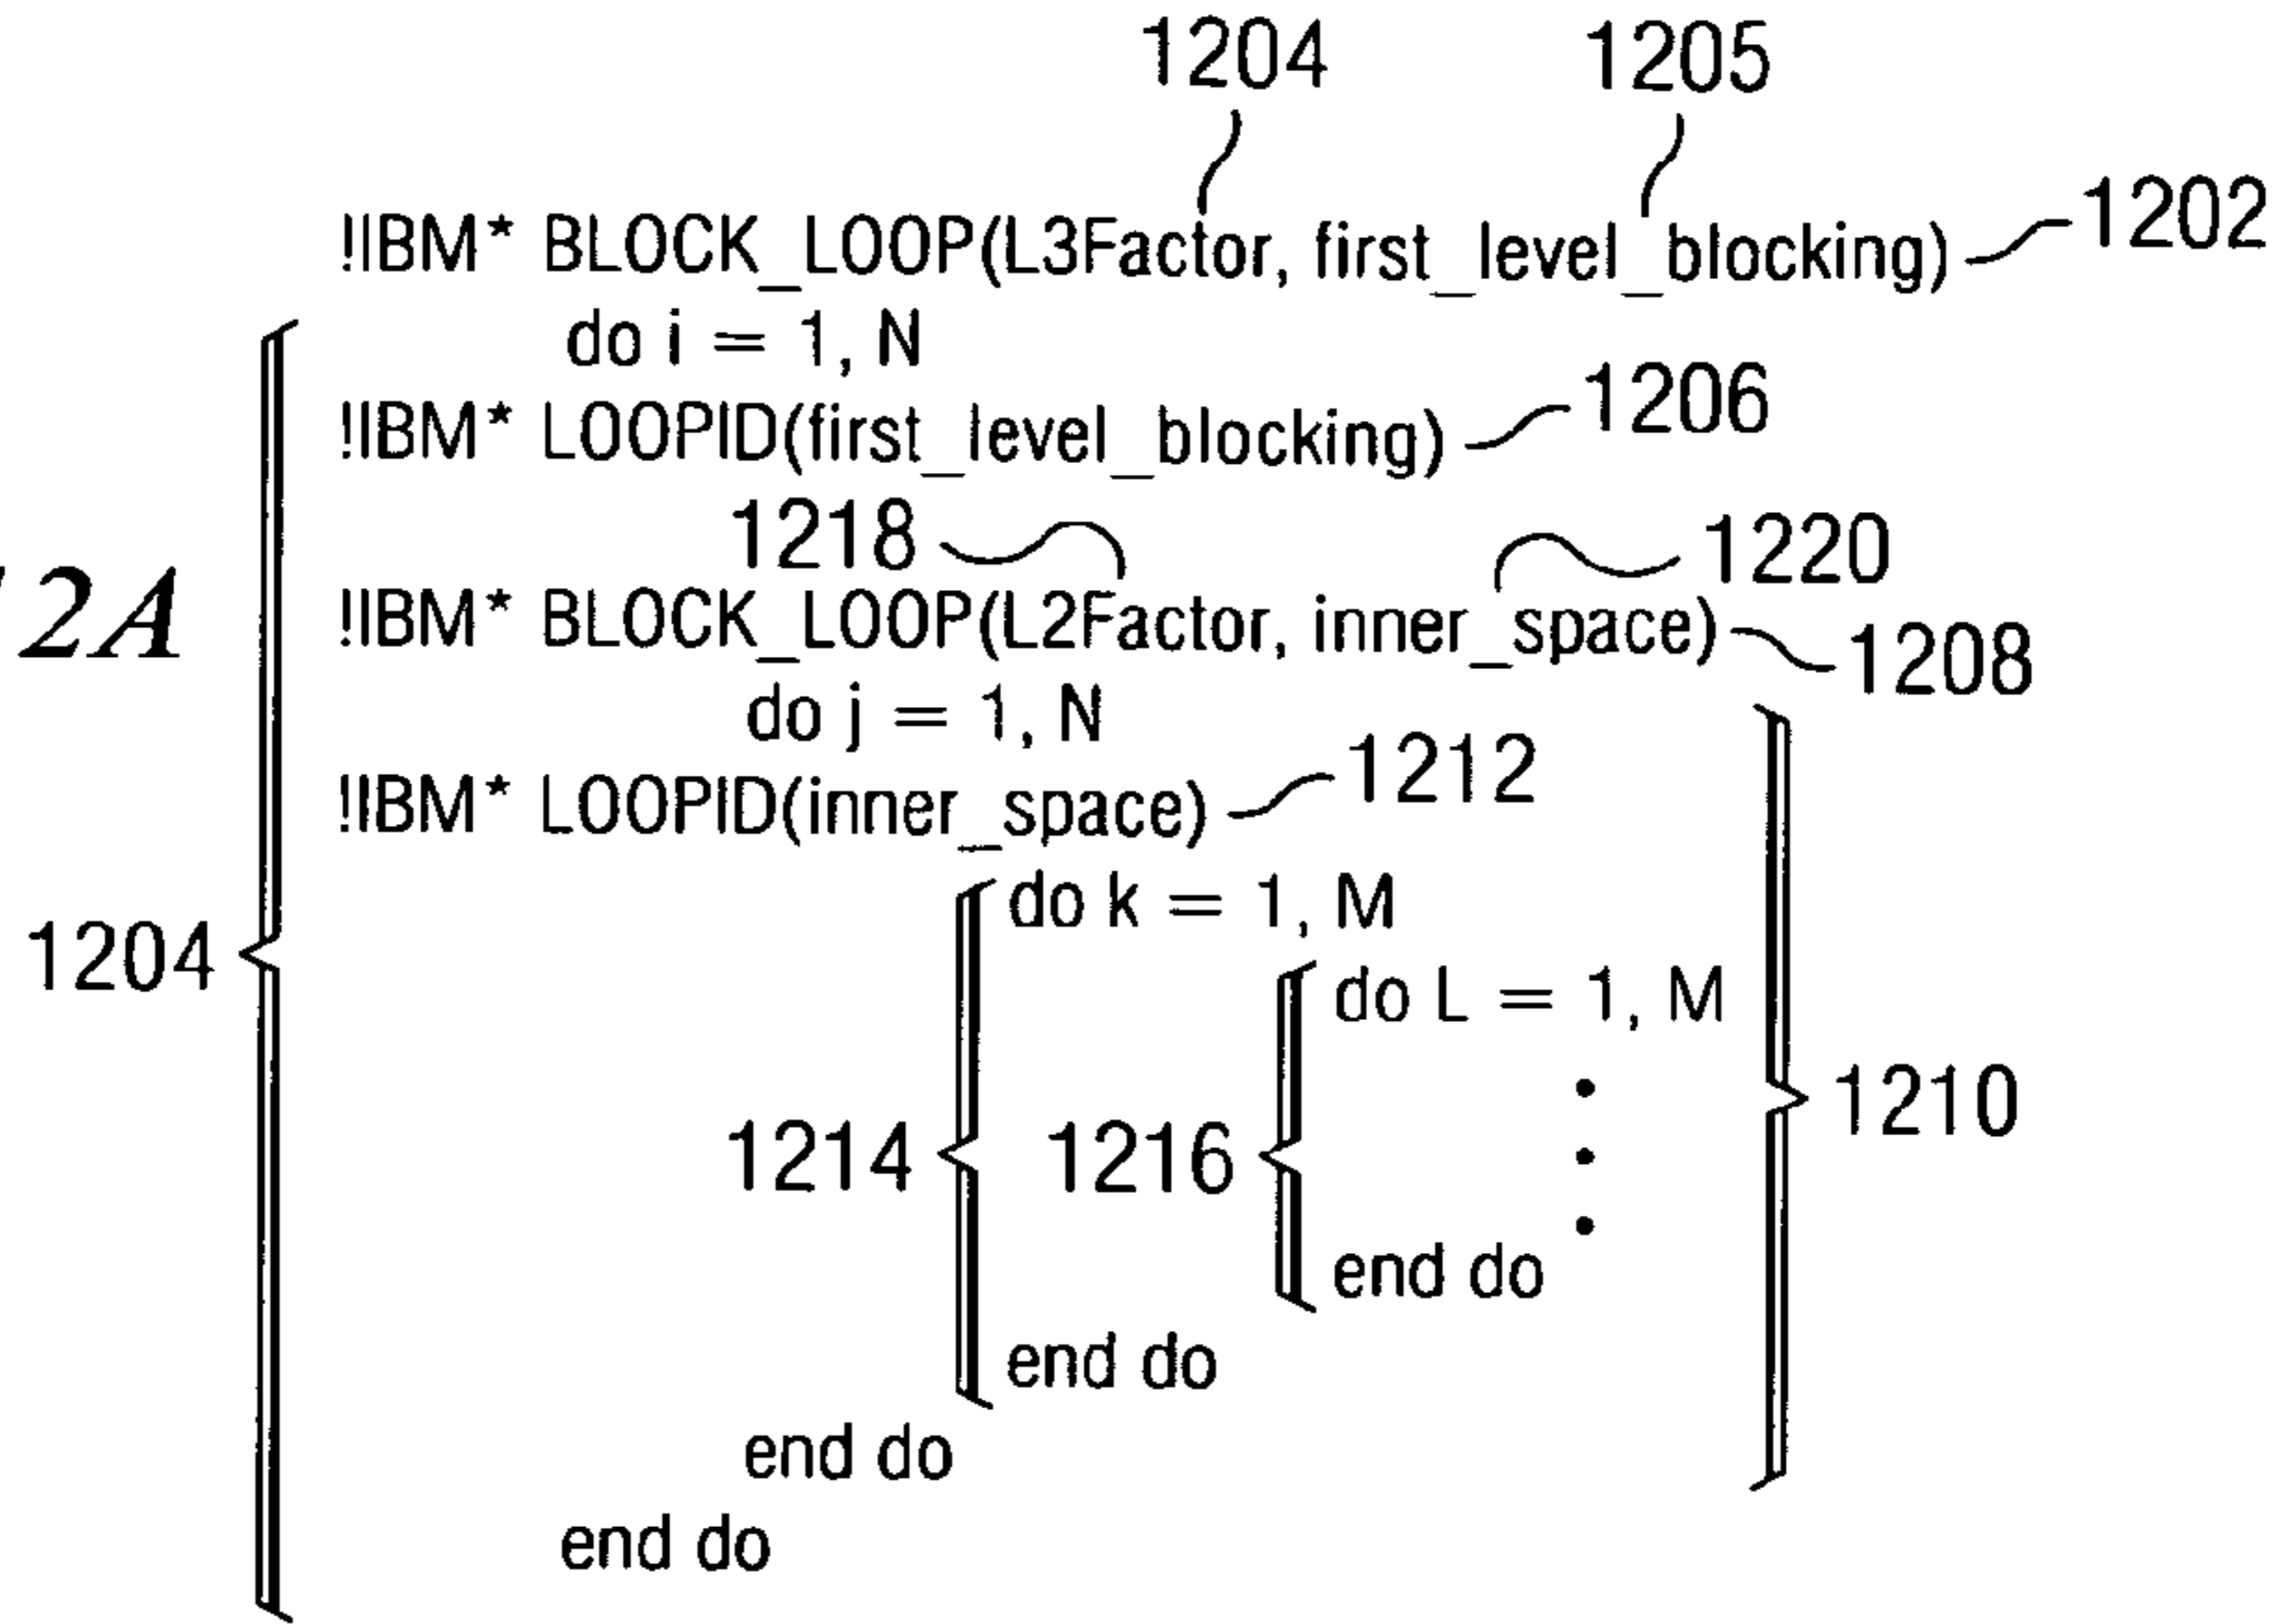 1204 1205
!IBM* BLOCK_LOOP(L3Factor, first_level_blocking) 1202
do i = 1, N
!IBM* LOOPID(first_level_blocking) 1206
1218 1220
2A !IBM* BLOCK_LOOP(L2Factor, inner_space) 1208
do j = 1, N
!IBM* LOOPID(inner_space) 1212
do k = 1, M
1204
do L = 1, M
1214 1216 1210
end do
end do
end do
end do